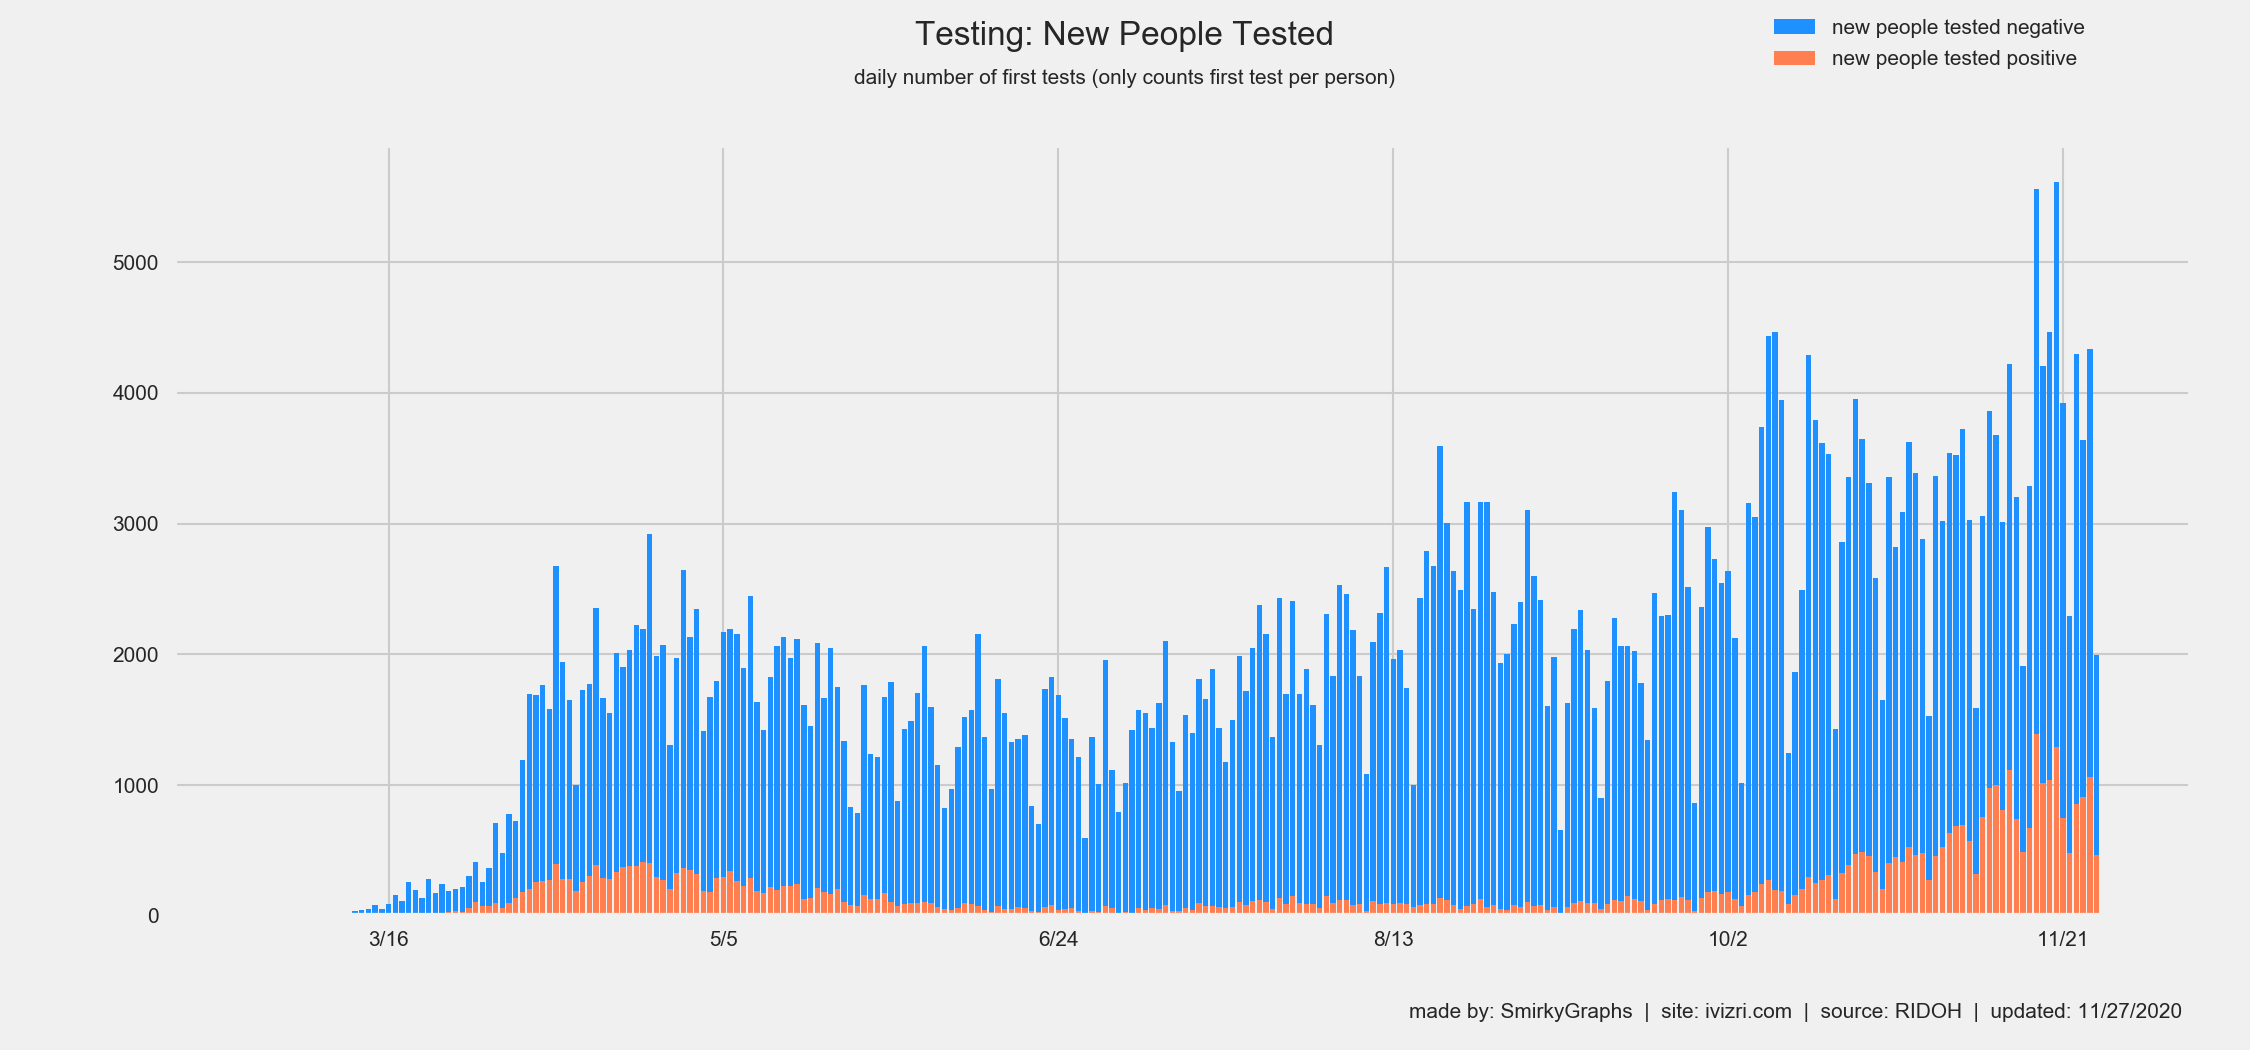 Testing: New People Tested
daily number of first tests (only counts first test per person)
new people tested negative
new people tested positive
5000
4000
3000
2000
1000
0
3/16 5/5 6/24 8/13 10/2 11/21
made by: SmirkyGraphs | site: ivizri.com | source: RIDOH | updated: 11/27/2020